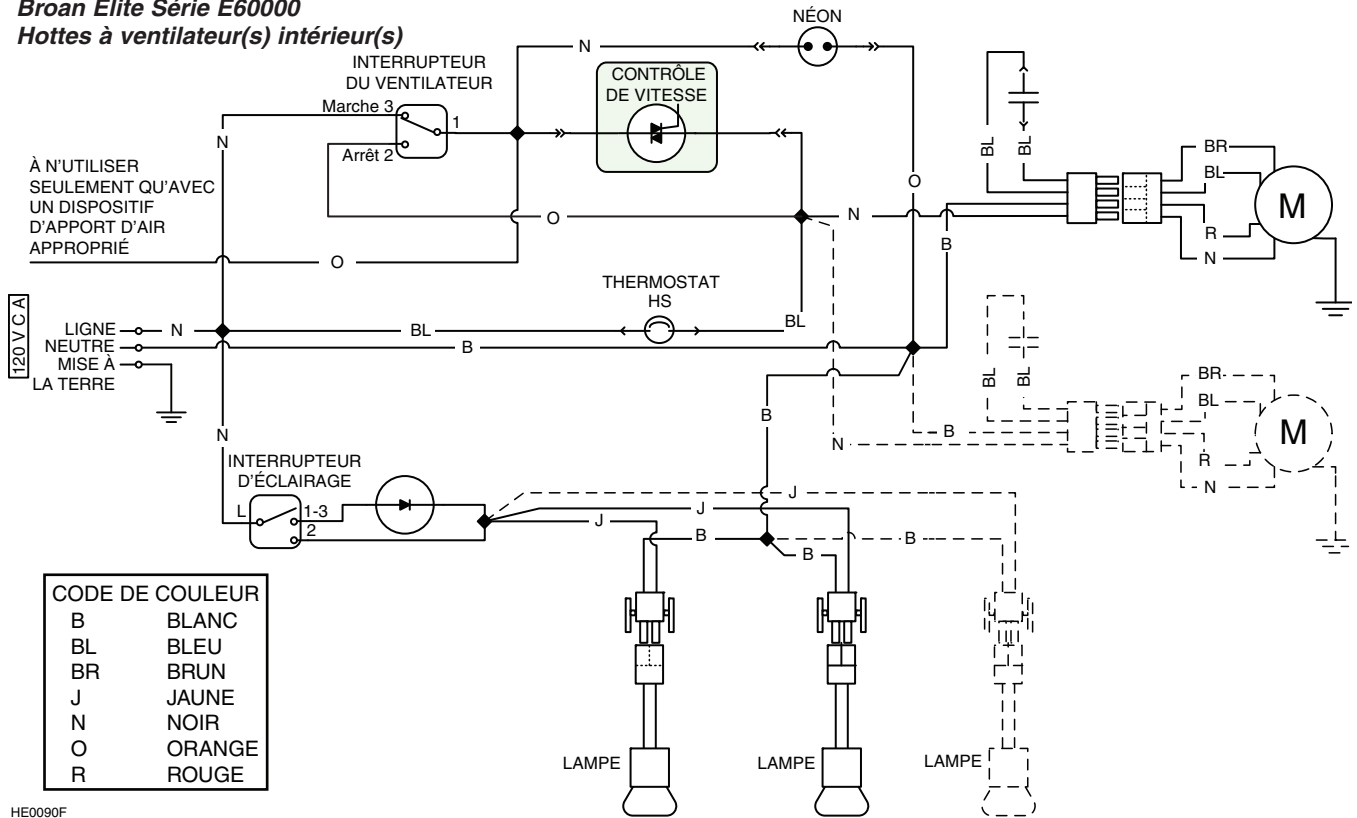 Broan Elite Série E60000
Hottes à ventilateur(s) intérieur(s)
NÉON
N
INTERRUPTEUR
DU VENTILATEUR
CONTRÔLE
DE VITESSE
Marche 3
1
Arrêt 2
N
BL
BL
BR
BL
M
R
N
O
À N'UTILISER
SEULEMENT QU'AVEC
UN DISPOSITIF
D'APPORT D'AIR
APPROPRIÉ
O
N
B
O
THERMOSTAT
HS
BL
120 V C A
LIGNE
N
BL
NEUTRE
B
MISE À
LA TERRE
BL
BL
BR
BL
M
R
N
B
B
N
N
INTERRUPTEUR
D'ÉCLAIRAGE
L
1-3
2
J
J
J
B
B
B
CODE DE COULEUR
B BLANC
BL BLEU
BR BRUN
J JAUNE
N NOIR
O ORANGE
R ROUGE
LAMPE
LAMPE
LAMPE
HE0090F